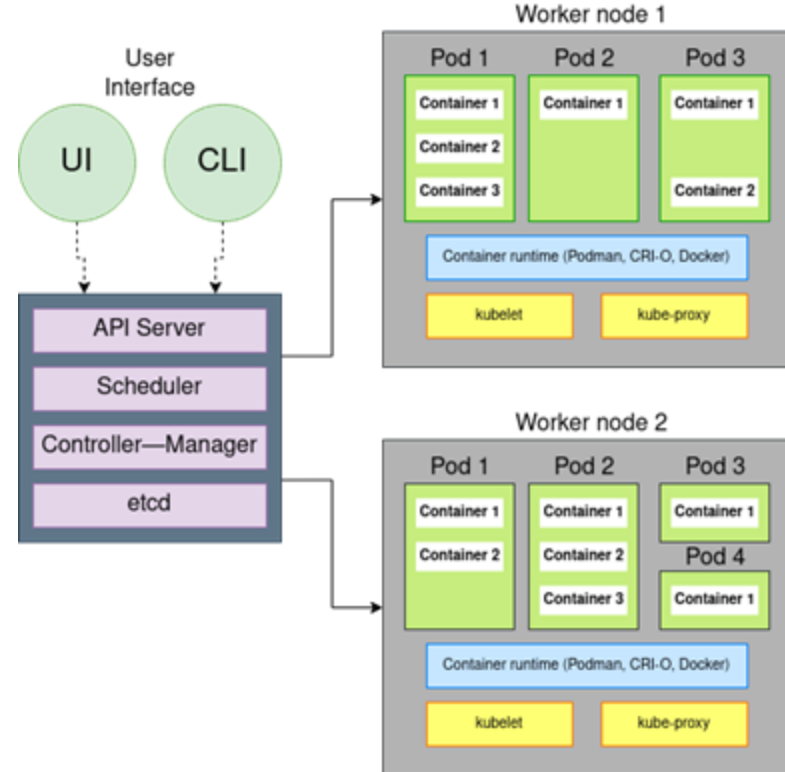 User
Interface
UI
CLI
API Server
Scheduler
Controller—Manager
etcd
Worker node 1
Pod 1
Pod 2
Pod 3
Container 1
Container 1
Container 1
Container 2
Container 3
Container 2
Container runtime (Podman, CRI-O, Docker)
kubelet
kube-proxy
Worker node 2
Pod 1
Pod 2
Pod 3
Container 1
Container 1
Container 1
Container 2
Container 2
Pod 4
Container 3
Container 1
Container runtime (Podman, CRI-O, Docker)
kubelet
kube-proxy